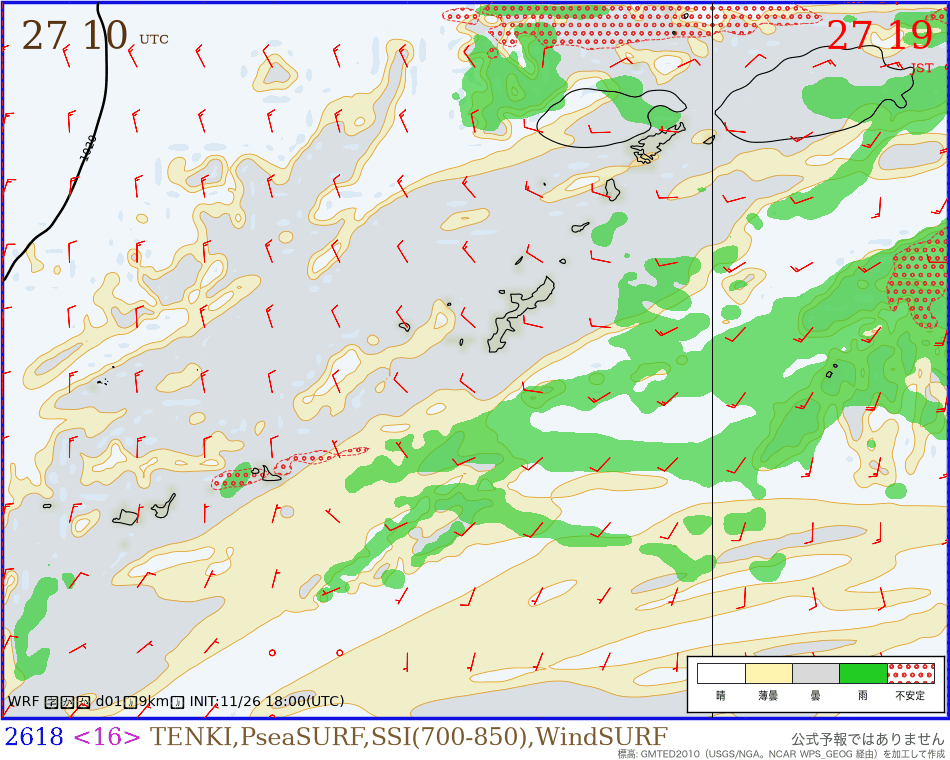 27 10 UTC
27 19
JST
1020
WRF d01 9km INIT:11/26 18:00(UTC)
晴 薄曇 曇 雨 不安定
2618 <16> TENKI,PseaSURF,SSI(700-850),WindSURF
公式予報ではありません
標高: GMTED2010（USGS/NGA。NCAR WPS_GEOG 経由）を加工して作成